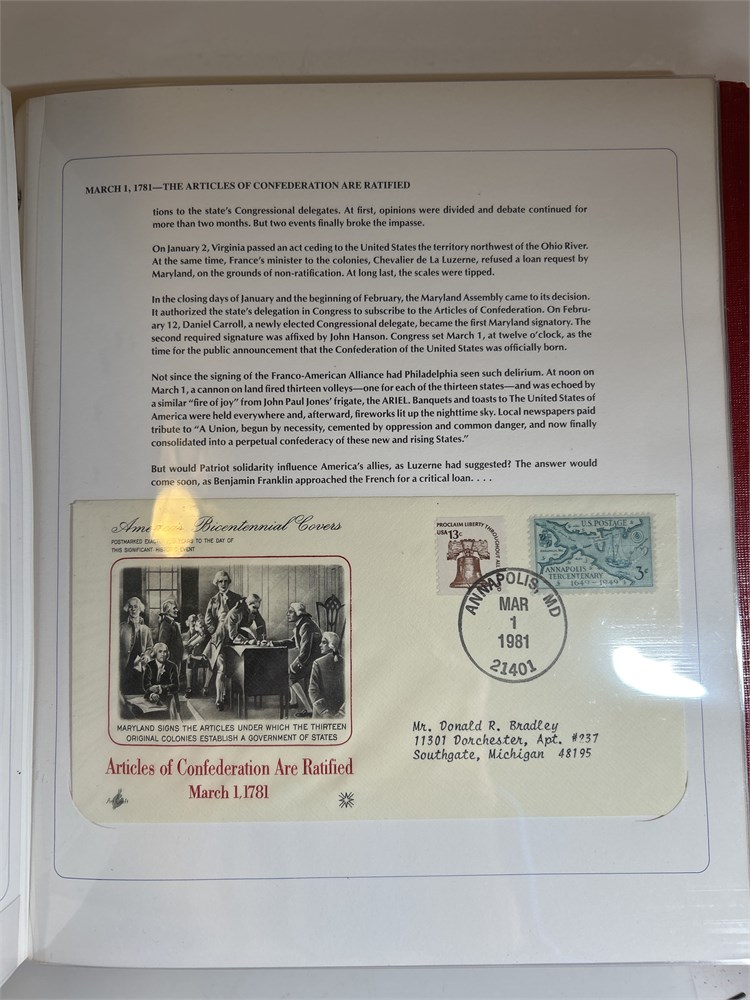 MARCH 1, 1781—THE ARTICLES OF CONFEDERATION ARE RATIFIED
tions to the state's Congressional delegates. At first, opinions were divided and debate continued for
more than two months. But two events finally broke the impasse.
On January 2, Virginia passed an act ceding to the United States the territory northwest of the Ohio River.
At the same time, France's minister to the colonies, Chevalier de La Luzerne, refused a loan request by
Maryland, on the grounds of non-ratification. At long last, the scales were tipped.
In the closing days of January and the beginning of February, the Maryland Assembly came to its decision.
It authorized the state's delegation in Congress to subscribe to the Articles of Confederation. On Febru-
ary 12, Daniel Carroll, a newly elected Congressional delegate, became the first Maryland signatory. The
second required signature was affixed by John Hanson. Congress set March 1, at twelve o'clock, as
the time for the public announcement that the Confederation of the United States was officially born.
Not since the signing of the Franco-American Alliance had Philadelphia seen such delirium. At noon on
March 1, a cannon on land fired thirteen volleys—one for each of the thirteen states—and was echoed by
a similar "fire of joy" from John Paul Jones' frigate, the ARIEL. Banquets and toasts to The United States of
America were held everywhere and, afterward, fireworks lit up the nighttime sky. Local newspapers paid
tribute to "A Union, begun by necessity, cemented by oppression and common danger, and now finally
consolidated into a perpetual confederacy of these new and rising States."
But would Patriot solidarity influence America's allies, as Luzerne had suggested? The answer would
come soon, as Benjamin Franklin approached the French for a critical loan. . . .
Bicentennial Covers
POSTMARKED YEARS TO THE DAY OF
THIS SIGNIFICANT EVENT
MARYLAND SIGNS THE ARTICLES UNDER WHICH THE THIRTEEN
ORIGINAL COLONIES ESTABLISH A GOVERNMENT OF STATES
Articles of Confederation Are Ratified
March 1, 1781
PROCLAIM LIBERTY THROUGHOUT ALL
USA 13c
U.S. POSTAGE
ANNAPOLIS
TERCENTENARY
1649-1949
3c
ANNAPOLIS, MD
MAR
1
1981
21401
Mr. Donald R. Bradley
11301 Dorchester, Apt. #237
Southgate, Michigan 48195